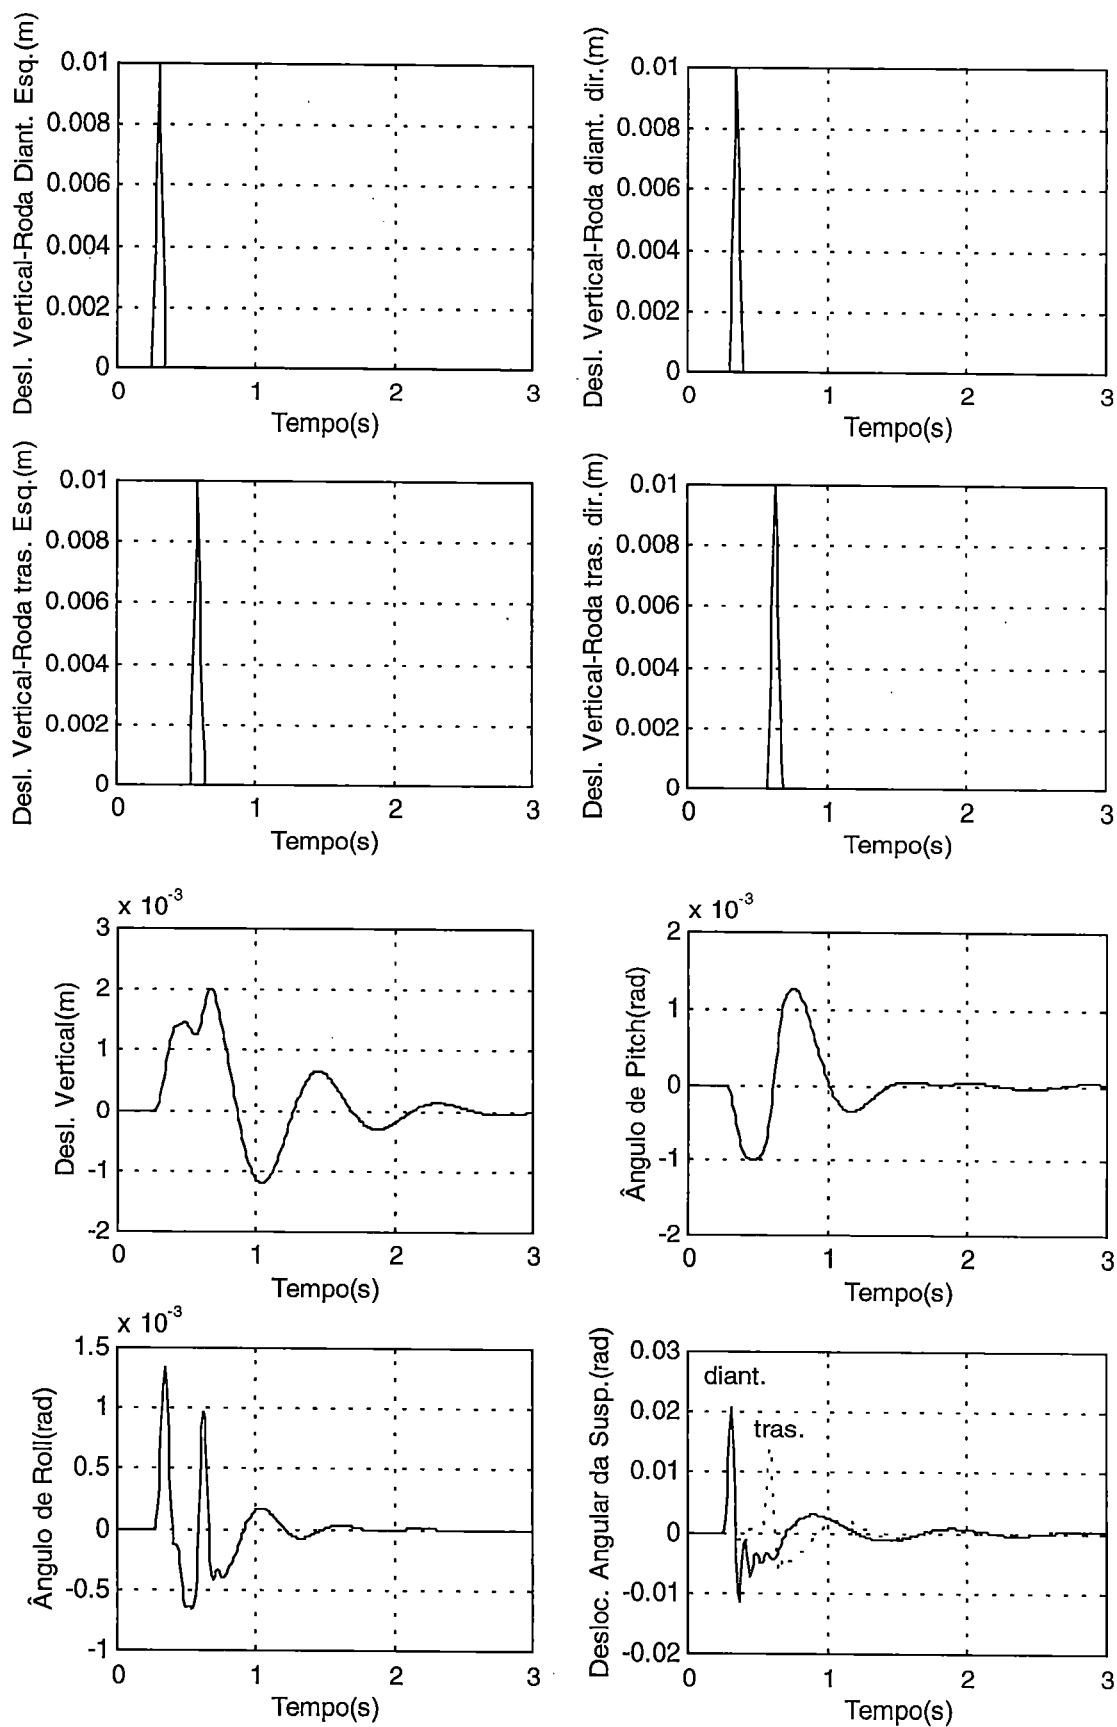 Desl. Vertical-Roda Diant. Esq.(m)
0.01
0.008
0.006
0.004
0.002
0
0 1 2 3
Tempo(s)
Desl. Vertical-Roda diant. dir.(m)
0.01
0.008
0.006
0.004
0.002
0
0 1 2 3
Tempo(s)
Desl. Vertical-Roda tras. Esq.(m)
0.01
0.008
0.006
0.004
0.002
0
0 1 2 3
Tempo(s)
Desl. Vertical-Roda tras. dir.(m)
0.01
0.008
0.006
0.004
0.002
0
0 1 2 3
Tempo(s)
x 10-3
Desl. Vertical(m)
3
2
1
0
-1
-2
0 1 2 3
Tempo(s)
x 10-3
Ângulo de Pitch(rad)
2
1
0
-1
-2
0 1 2 3
Tempo(s)
x 10-3
Ângulo de Roll(rad)
1.5
1
0.5
0
-0.5
-1
0 1 2 3
Tempo(s)
Desloc. Angular da Susp.(rad)
0.03
0.02
0.01
0
-0.01
-0.02
diant.
tras.
0 1 2 3
Tempo(s)